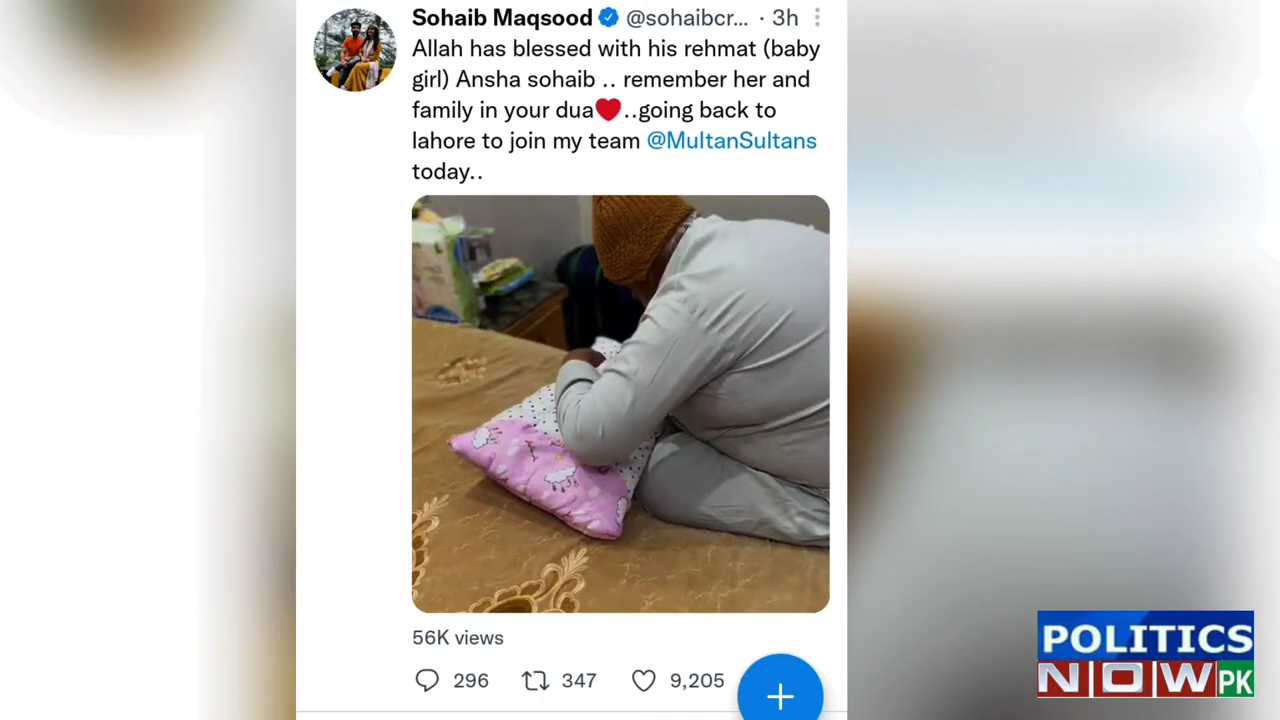 Sohaib Maqsood @sohaibcr... · 3h
Allah has blessed with his rehmat (baby
girl) Ansha sohaib .. remember her and
family in your dua❤️..going back to
lahore to join my team @MultanSultans
today..
56K views
296 347 9,205
POLITICS
NOW PK